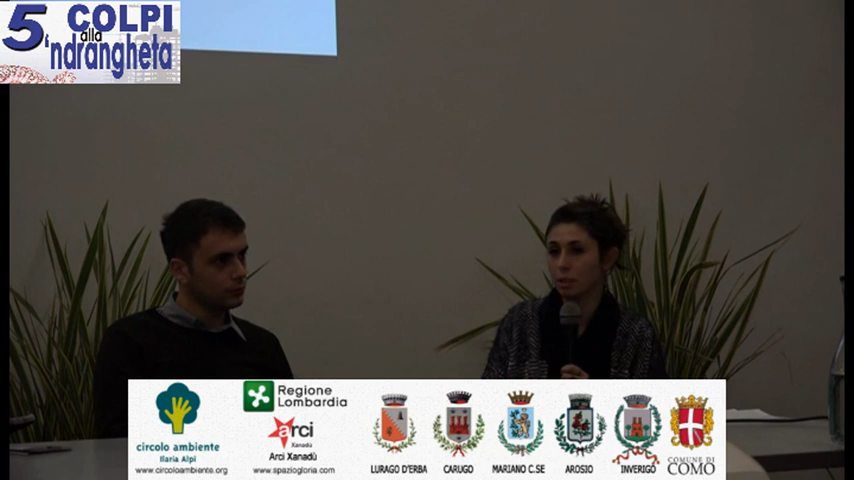 5 COLPI
alla
'ndrangheta
Regione
Lombardia
arci
Xanadù
circolo ambiente
Ilaria Alpi
www.circoloambiente.org
Arci Xanadù
www.spaziogloria.com
LURAGO D'ERBA
CARUGO
MARIANO C.SE
AROSIO
INVERIGO
COMUNE DI
COMO